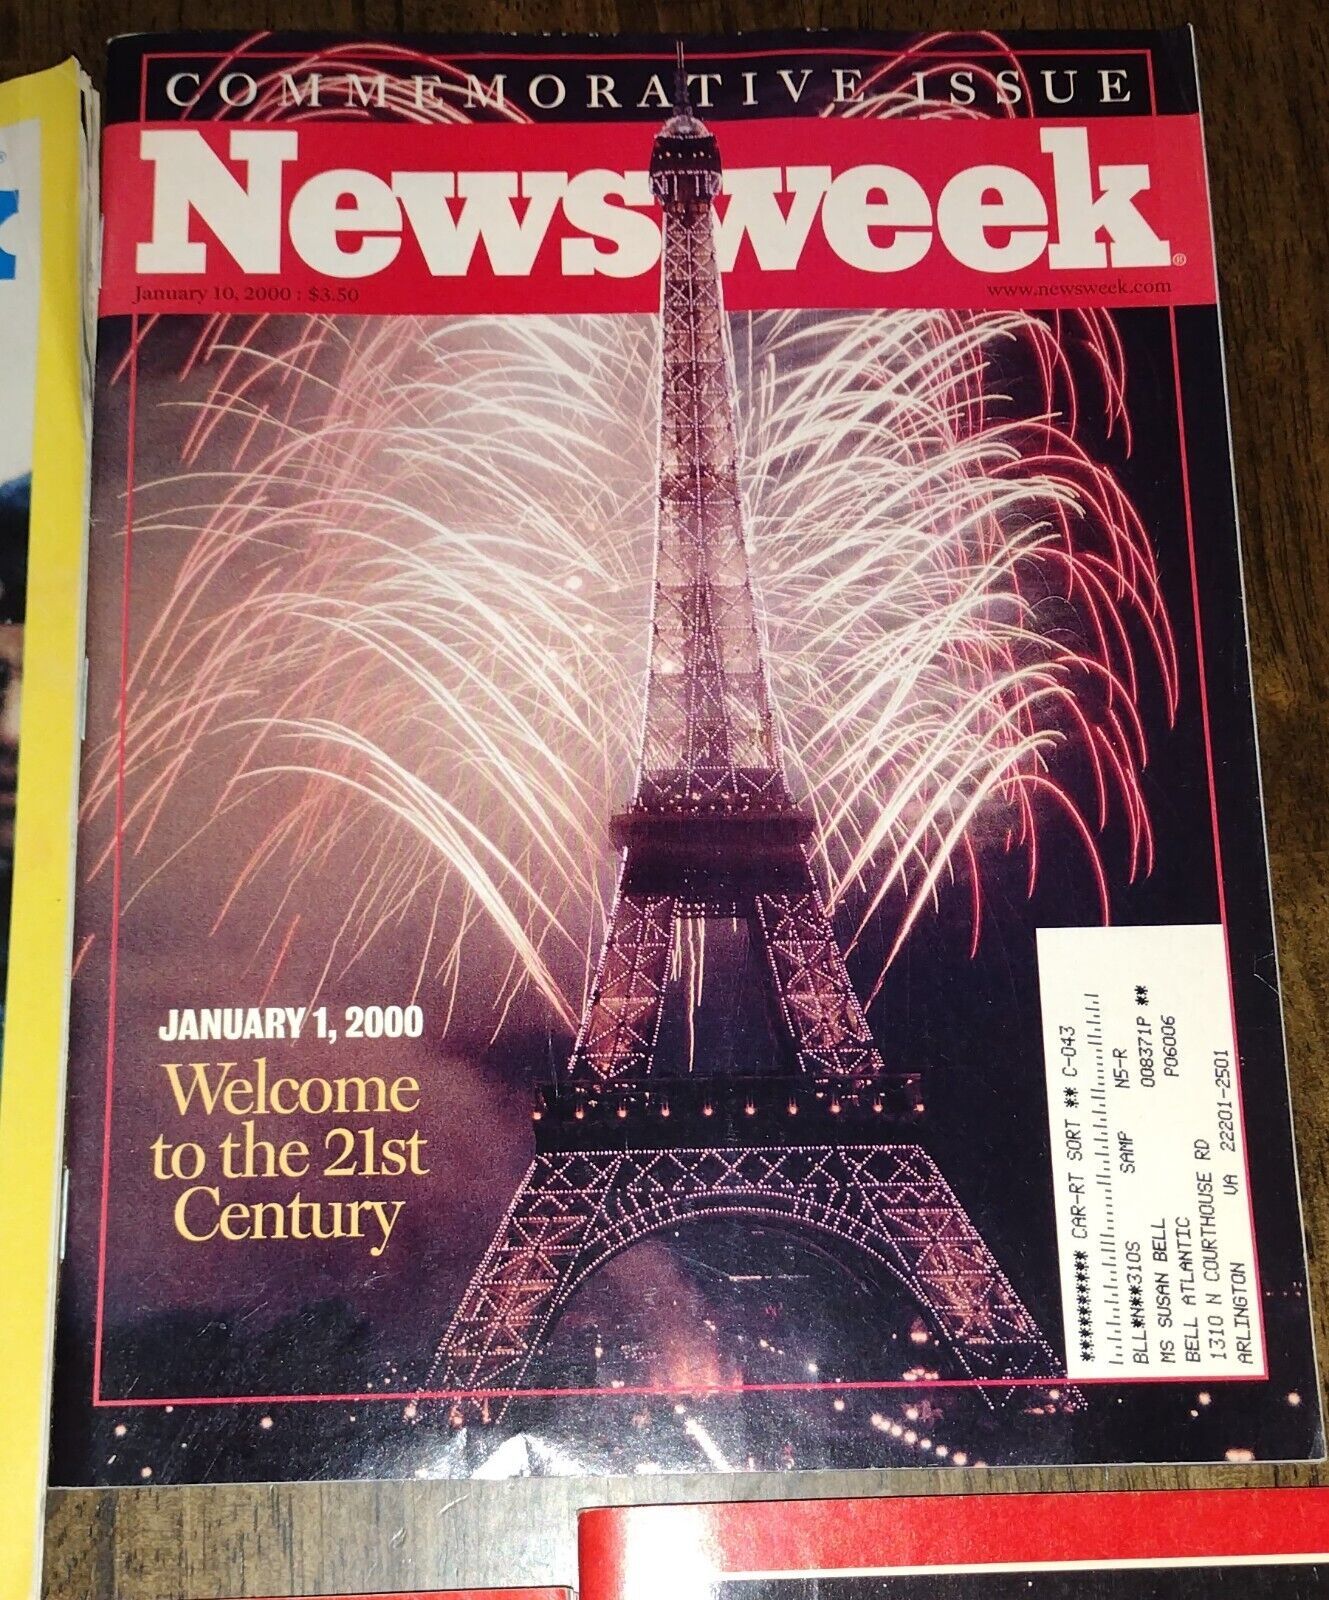 COMMEMORATIVE ISSUE
Newsweek®
January 10, 2000 : $3.50
www.newsweek.com
JANUARY 1, 2000
Welcome
to the 21st
Century
********* CAR-RT SORT ** C-043
BLL*N**310S SAMP N5-R 008371P **
MS SUSAN BELL P06006
BELL ATLANTIC
1310 N COURTHOUSE RD
ARLINGTON VA 22201-2501